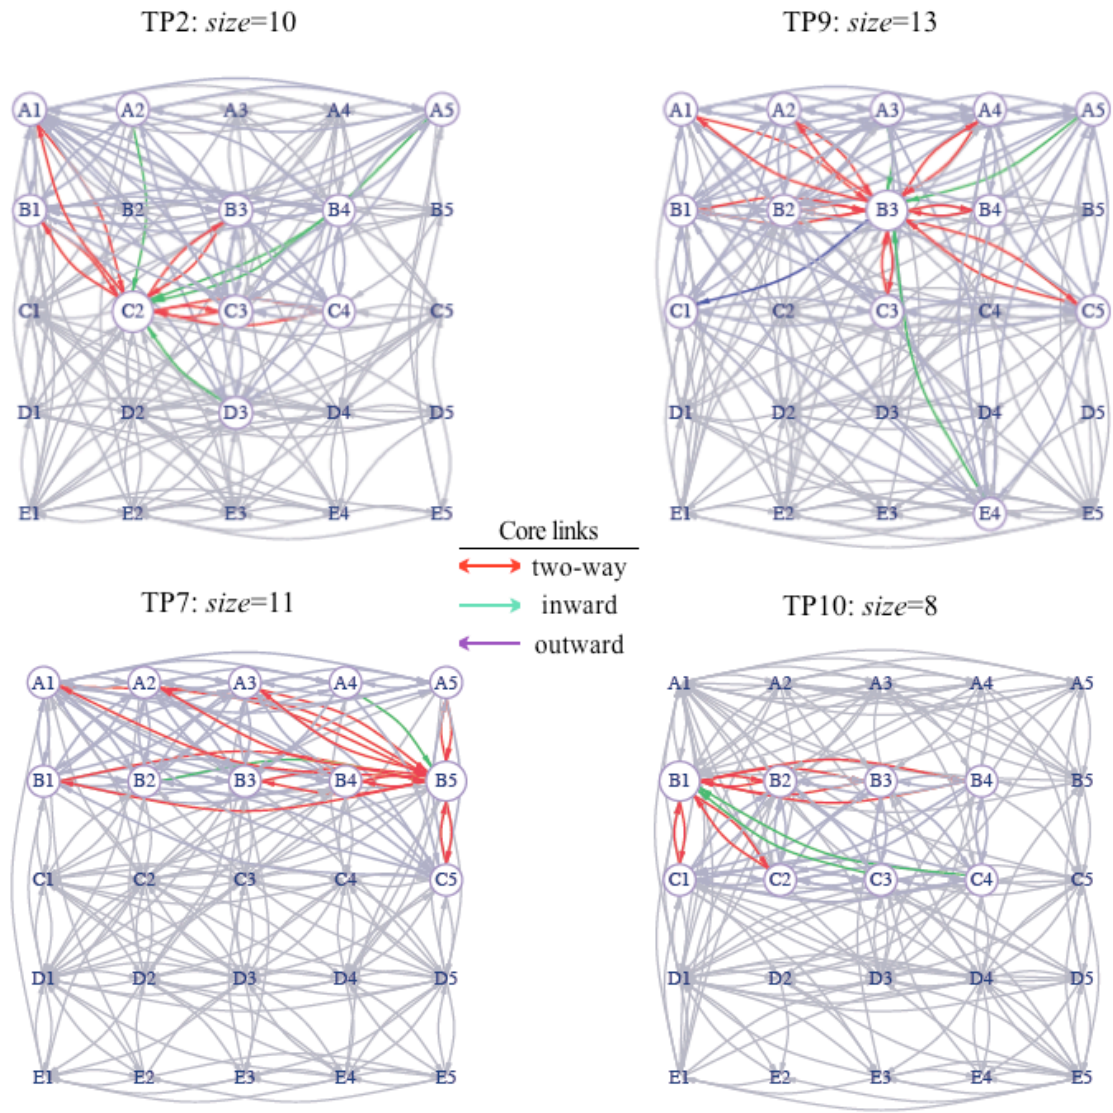 TP2: size=10
TP9: size=13
A1 A2 A3 A4 A5
B1 B2 B3 B4 B5
C1 C2 C3 C4 C5
D1 D2 D3 D4 D5
E1 E2 E3 E4 E5
A1 A2 A3 A4 A5
B1 B2 B3 B4 B5
C1 C2 C3 C4 C5
D1 D2 D3 D4 D5
E1 E2 E3 E4 E5
Core links
two-way
inward
outward
TP7: size=11
TP10: size=8
A1 A2 A3 A4 A5
B1 B2 B3 B4 B5
C1 C2 C3 C4 C5
D1 D2 D3 D4 D5
E1 E2 E3 E4 E5
A1 A2 A3 A4 A5
B1 B2 B3 B4 B5
C1 C2 C3 C4 C5
D1 D2 D3 D4 D5
E1 E2 E3 E4 E5